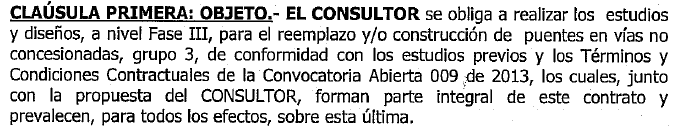 CLAÚSULA PRIMERA: OBJETO.- EL CONSULTOR se obliga a realizar los estudios
y diseños, a nivel Fase III, para el reemplazo y/o construcción de puentes en vías no
concesionadas, grupo 3, de conformidad con los estudios previos y los Términos y
Condiciones Contractuales de la Convocatoria Abierta 009 de 2013, los cuales, junto
con la propuesta del CONSULTOR, forman parte integral de este contrato y
prevalecen, para todos los efectos, sobre esta última.